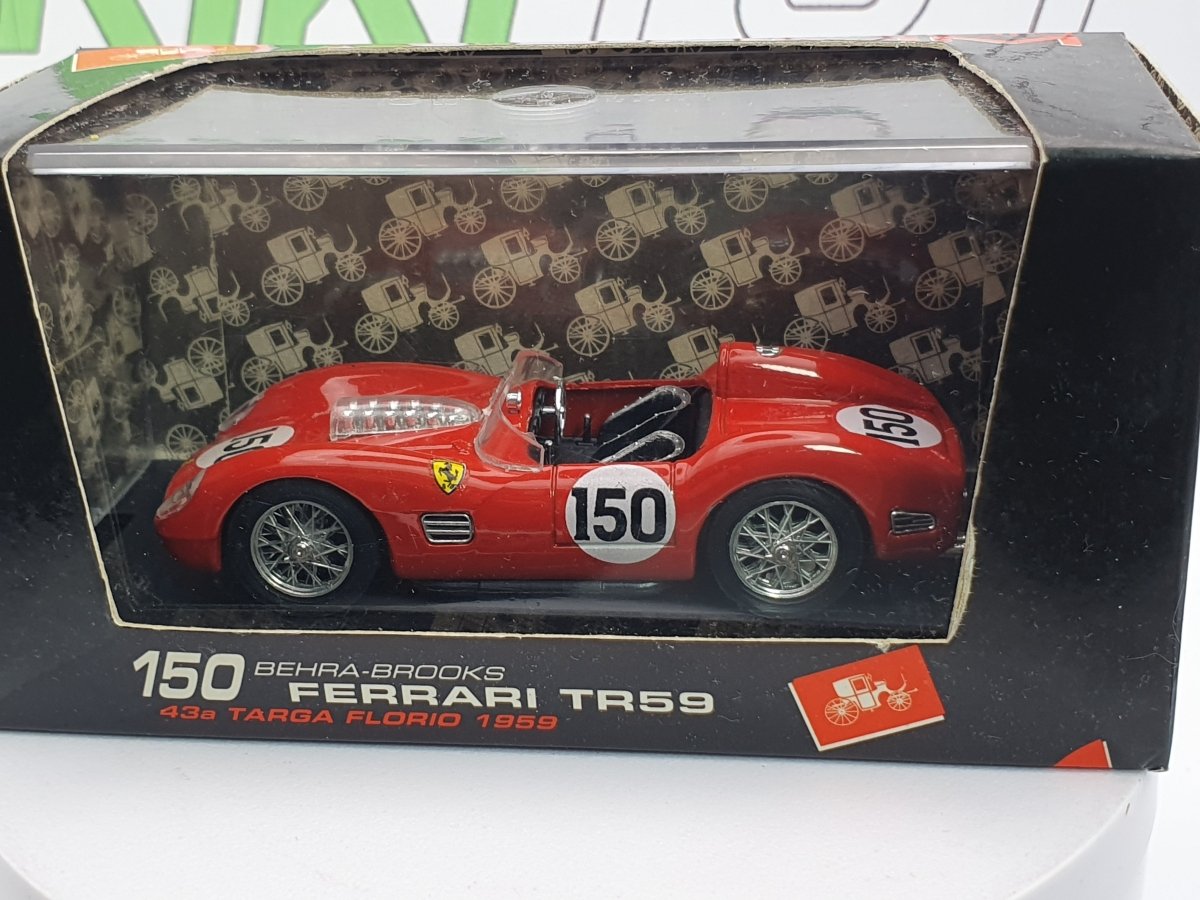 150
150
150
150 BEHRA-BROOKS
FERRARI TR59
43a TARGA FLORIO 1959